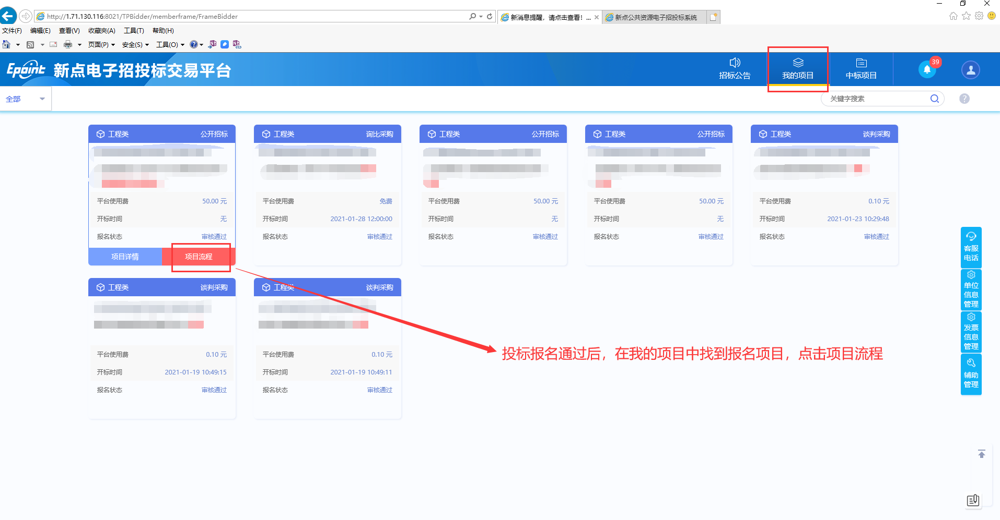 http://1.71.130.116:8021/TPBidder/memberframe/FrameBidder
新消息提醒，请点击查看！...
新点公共资源电子招投标系统
文件(F) 编辑(E) 查看(V) 收藏夹(A) 工具(T) 帮助(H)
页面(P) 安全(S) 工具(O)
Epoint 新点电子招投标交易平台
招标公告 我的项目 中标项目 39
全部 关键字搜索
工程类 公开招标
平台使用费 50.00 元
开标时间 无
报名状态 审核通过
项目详情 项目流程
工程类 询比采购
平台使用费 免费
开标时间 2021-01-28 12:00:00
报名状态 审核通过
工程类 公开招标
平台使用费 50.00 元
开标时间 无
报名状态 审核通过
工程类 公开招标
平台使用费 50.00 元
开标时间 无
报名状态 审核通过
工程类 谈判采购
平台使用费 0.10 元
开标时间 2021-01-23 10:29:48
报名状态 审核通过
工程类 谈判采购
平台使用费 0.10 元
开标时间 2021-01-19 10:49:15
报名状态 审核通过
工程类 谈判采购
平台使用费 0.10 元
开标时间 2021-01-19 10:49:11
报名状态 审核通过
投标报名通过后，在我的项目中找到报名项目，点击项目流程
客服
电话
单位
信息
管理
发票
信息
管理
辅助
管理